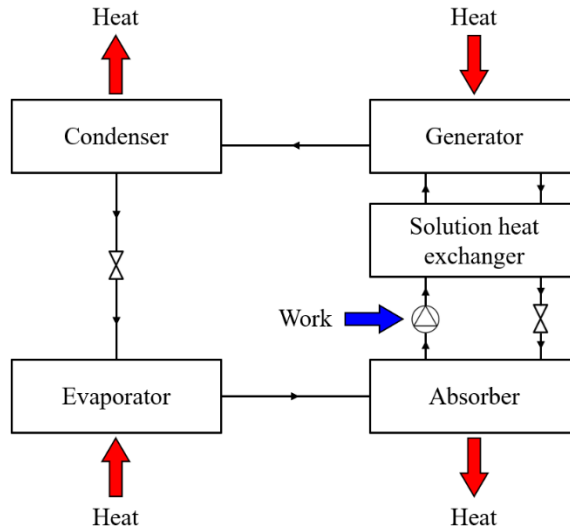 Heat
Heat
Condenser
Generator
Solution heat
exchanger
Work
Evaporator
Absorber
Heat
Heat